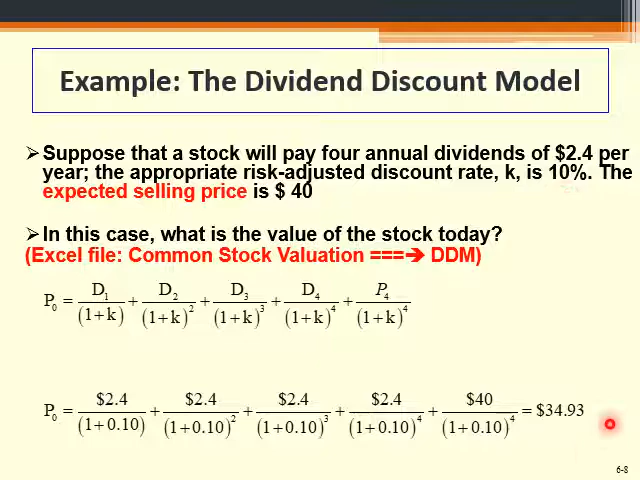 Example: The Dividend Discount Model
➢Suppose that a stock will pay four annual dividends of $2.4 per
year; the appropriate risk-adjusted discount rate, k, is 10%. The
expected selling price is $ 40
➢In this case, what is the value of the stock today?
(Excel file: Common Stock Valuation ===➔ DDM)
P₀ = D₁/(1+k) + D₂/(1+k)² + D₃/(1+k)³ + D₄/(1+k)⁴ + P₄/(1+k)⁴
P₀ = $2.4/(1+0.10) + $2.4/(1+0.10)² + $2.4/(1+0.10)³ + $2.4/(1+0.10)⁴ + $40/(1+0.10)⁴ = $34.93
6-8